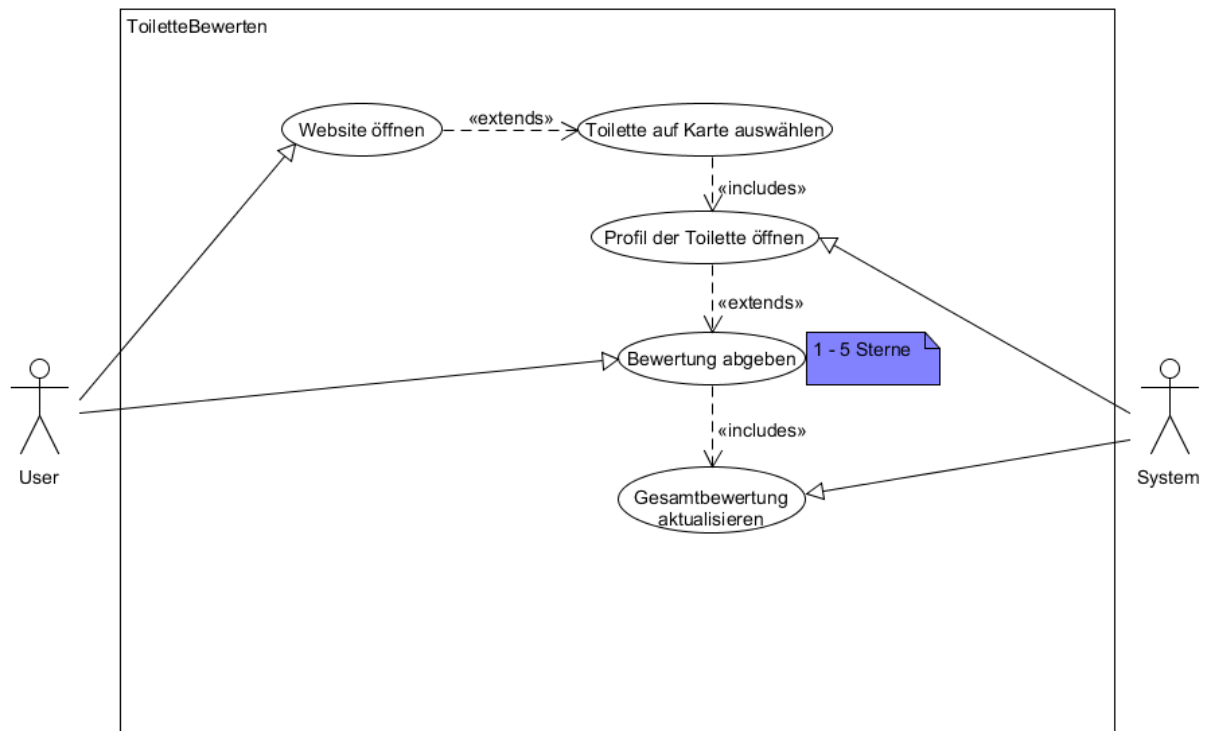 ToiletteBewerten
Website öffnen
«extends»
Toilette auf Karte auswählen
«includes»
Profil der Toilette öffnen
«extends»
Bewertung abgeben
1 - 5 Sterne
«includes»
User
System
Gesamtbewertung
aktualisieren